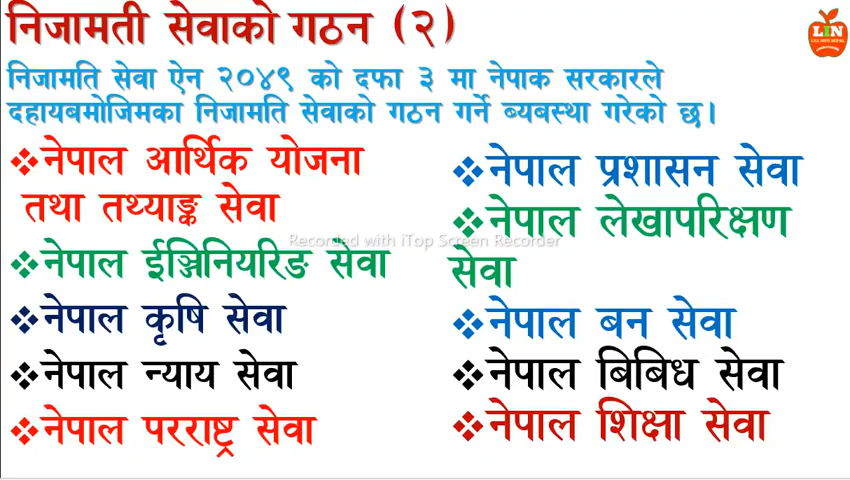 निजामती सेवाको गठन (२)
LIN
निजामति सेवा ऐन २०४९ को दफा ३ मा नेपाक सरकारले
दहायबमोजिमका निजामति सेवाको गठन गर्ने ब्यबस्था गरेको छ।
❖नेपाल आर्थिक योजना
तथा तथ्याङ्क सेवा
❖नेपाल ईञ्जिनियरिङ सेवा
❖नेपाल कृषि सेवा
❖नेपाल न्याय सेवा
❖नेपाल परराष्ट्र सेवा
❖नेपाल प्रशासन सेवा
❖नेपाल लेखापरिक्षण
सेवा
❖नेपाल बन सेवा
❖नेपाल बिबिध सेवा
❖नेपाल शिक्षा सेवा
Recorded with iTop Screen Recorder